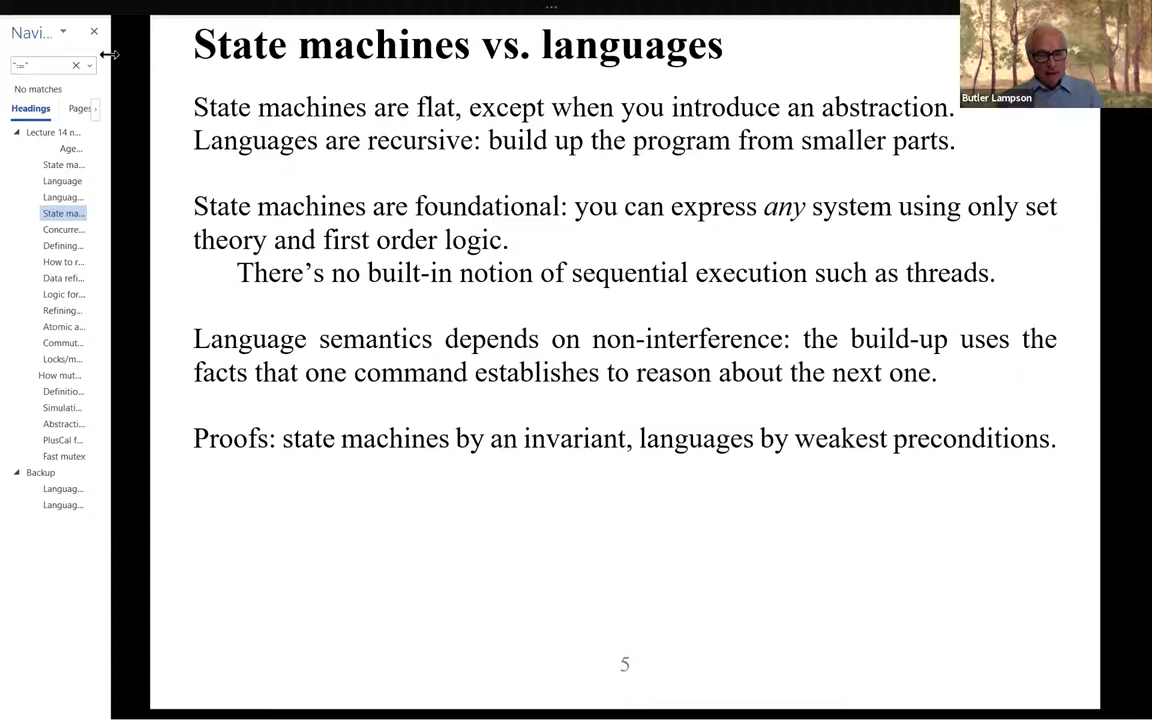 Navi...
":="
No matches
Headings
Pages
Lecture 14 n...
Age...
State ma...
Language
Languag...
State ma...
Concurre...
Defining...
How to r...
Data refi...
Logic for...
Refining...
Atomic a...
Commut...
Locks/m...
How mut...
Definitio...
Simulati...
Abstracti...
PlusCal f...
Fast mutex
Backup
Languag...
Languag...
State machines vs. languages
State machines are flat, except when you introduce an abstraction.
Languages are recursive: build up the program from smaller parts.
State machines are foundational: you can express any system using only set
theory and first order logic.
There’s no built-in notion of sequential execution such as threads.
Language semantics depends on non-interference: the build-up uses the
facts that one command establishes to reason about the next one.
Proofs: state machines by an invariant, languages by weakest preconditions.
5
Butler Lampson